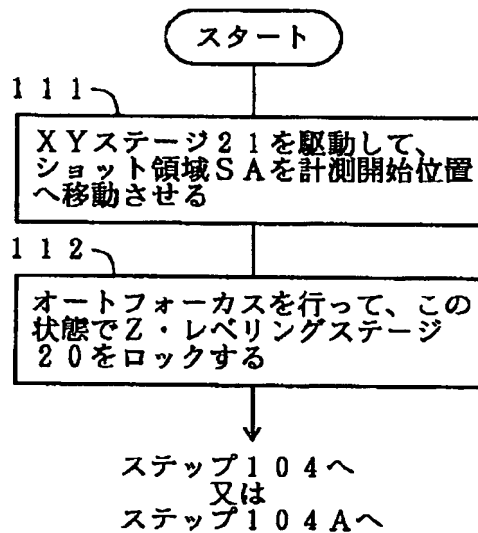 スタート
111
XYステージ21を駆動して、
ショット領域SAを計測開始位置
へ移動させる
112
オートフォーカスを行って、この
状態でZ・レベリングステージ
20をロックする
ステップ104へ
又は
ステップ104Aへ